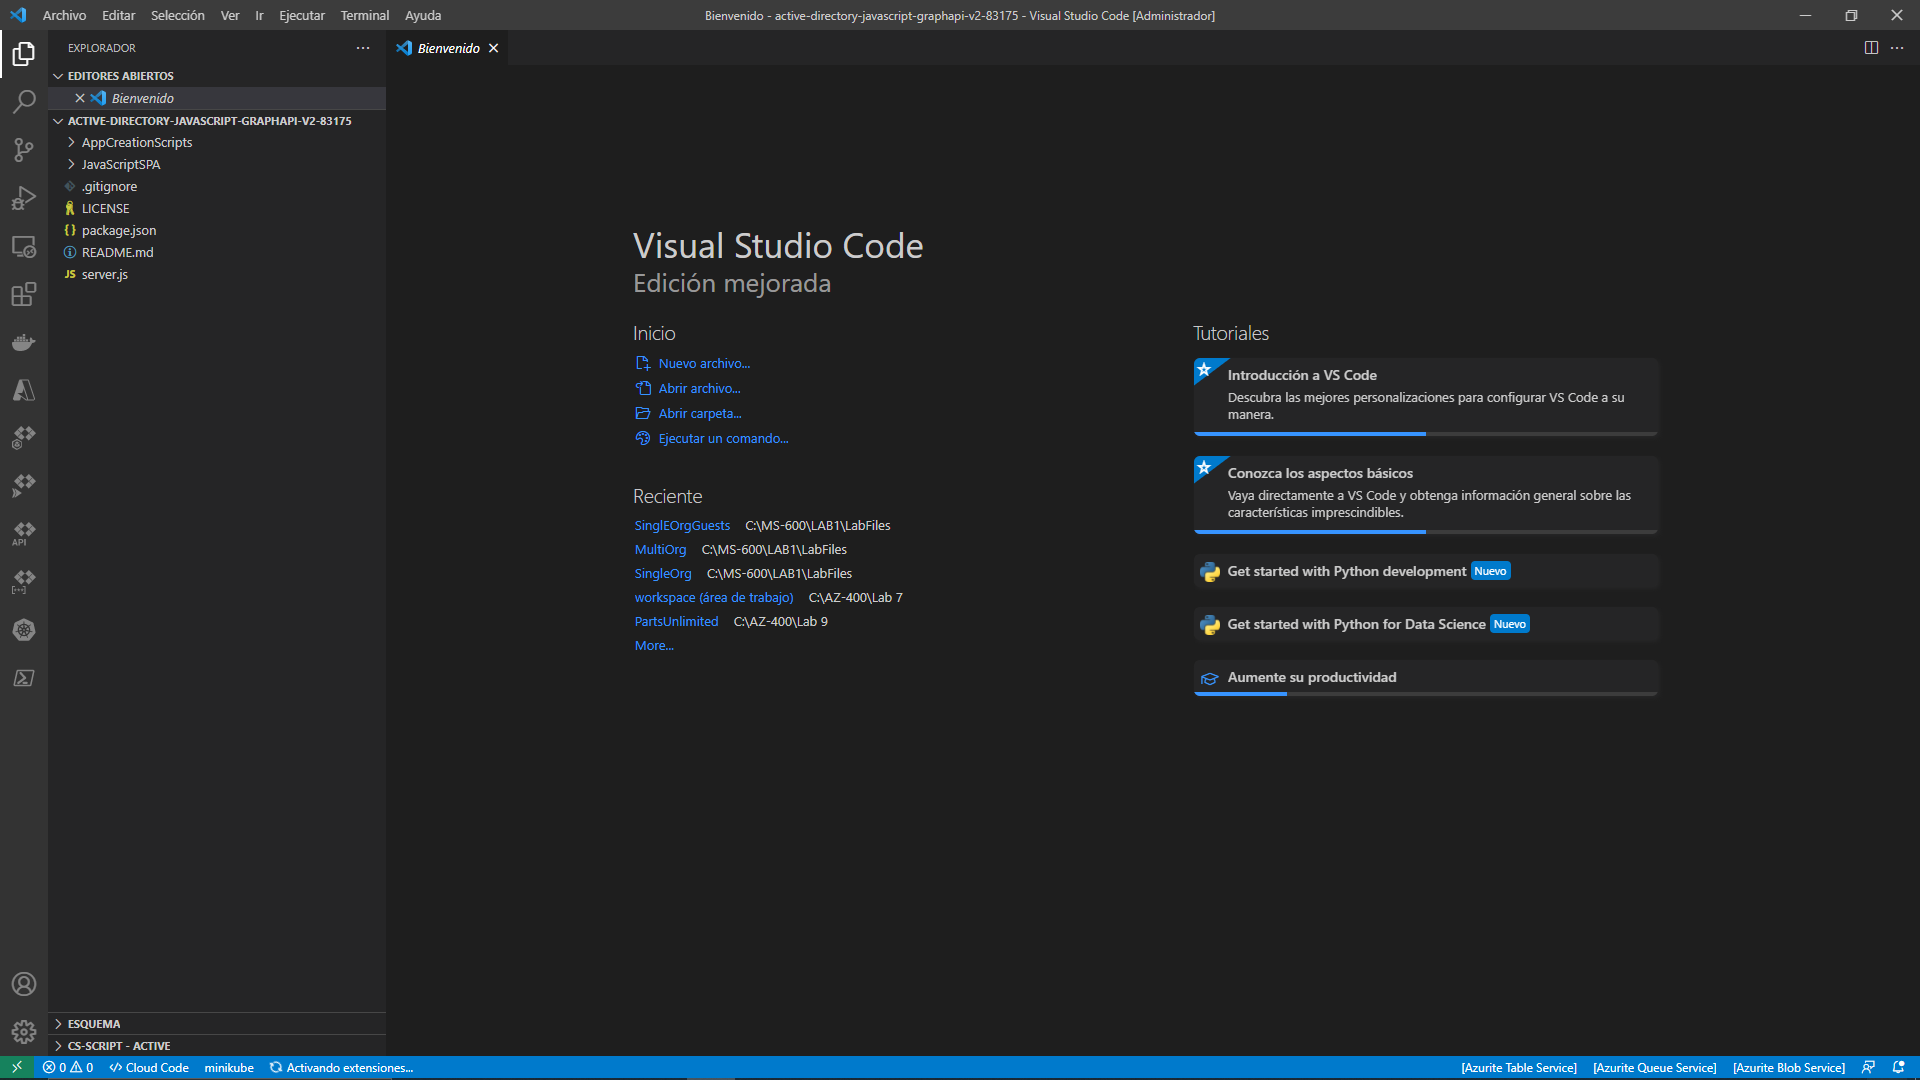 Archivo Editar Selección Ver Ir Ejecutar Terminal Ayuda
Bienvenido - active-directory-javascript-graphapi-v2-83175 - Visual Studio Code [Administrador]
EXPLORADOR
Bienvenido
EDITORES ABIERTOS
Bienvenido
ACTIVE-DIRECTORY-JAVASCRIPT-GRAPHAPI-V2-83175
AppCreationScripts
JavaScriptSPA
.gitignore
LICENSE
{} package.json
README.md
JS server.js
Visual Studio Code
Edición mejorada
Inicio
Nuevo archivo...
Abrir archivo...
Abrir carpeta...
Ejecutar un comando...
Reciente
SinglEOrgGuests C:\MS-600\LAB1\LabFiles
MultiOrg C:\MS-600\LAB1\LabFiles
SingleOrg C:\MS-600\LAB1\LabFiles
workspace (área de trabajo) C:\AZ-400\Lab 7
PartsUnlimited C:\AZ-400\Lab 9
More...
Tutoriales
Introducción a VS Code
Descubra las mejores personalizaciones para configurar VS Code a su
manera.
Conozca los aspectos básicos
Vaya directamente a VS Code y obtenga información general sobre las
características imprescindibles.
Get started with Python development Nuevo
Get started with Python for Data Science Nuevo
Aumente su productividad
API
ESQUEMA
CS-SCRIPT - ACTIVE
0 0 Cloud Code minikube Activando extensiones... [Azurite Table Service] [Azurite Queue Service] [Azurite Blob Service]